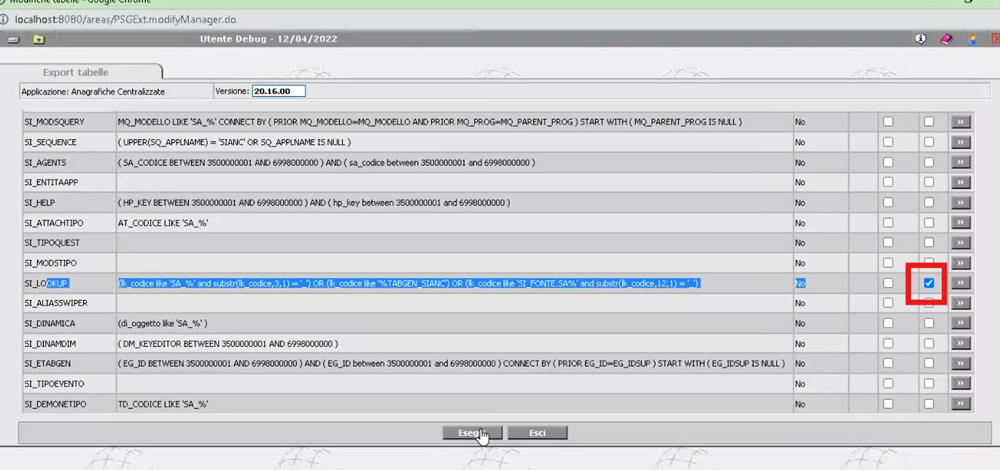 Modifiche tabelle - Google Chrome
localhost:8080/areas/PSGExt.modifyManager.do
Utente Debug - 12/04/2022
Export tabelle
Applicazione: Anagrafiche Centralizzate Versione: 20.16.00
SI_MODSQUERY MQ_MODELLO LIKE 'SA_%' CONNECT BY ( PRIOR MQ_MODELLO=MQ_MODELLO AND PRIOR MQ_PROG=MQ_PARENT_PROG ) START WITH ( MQ_PARENT_PROG IS NULL ) No >>
SI_SEQUENCE ( UPPER(SQ_APPLNAME) = 'SIANC' OR SQ_APPLNAME IS NULL ) No >>
SI_AGENTS ( SA_CODICE BETWEEN 3500000001 AND 6998000000 ) AND ( sa_codice between 3500000001 and 6998000000 ) No >>
SI_ENTITAAPP No >>
SI_HELP ( HP_KEY BETWEEN 3500000001 AND 6998000000 ) AND ( hp_key between 3500000001 and 6998000000 ) No >>
SI_ATTACHTIPO AT_CODICE LIKE 'SA_%' No >>
SI_TIPOQUEST No >>
SI_MODSTIPO No >>
SI_LOOKUP (lk_codice like 'SA_%' and substr(lk_codice,3,1) = '_') OR (lk_codice like '%TABGEN_SIANC') OR (lk_codice like 'SI_FONTE.SA%' and substr(lk_codice,12,1) = '_') No >>
SI_ALIASSWIPER No >>
SI_DINAMICA (di_oggetto like 'SA_%' ) No >>
SI_DINAMDIM ( DM_KEYEDITOR BETWEEN 3500000001 AND 6998000000 ) No >>
SI_ETABGEN ( EG_ID BETWEEN 3500000001 AND 6998000000 ) AND ( EG_ID between 3500000001 and 6998000000 ) CONNECT BY ( PRIOR EG_ID=EG_IDSUP ) START WITH ( EG_IDSUP IS NULL ) No >>
SI_TIPOEVENTO No >>
SI_DEMONETIPO TD_CODICE LIKE 'SA_%' No >>
Esegui Esci